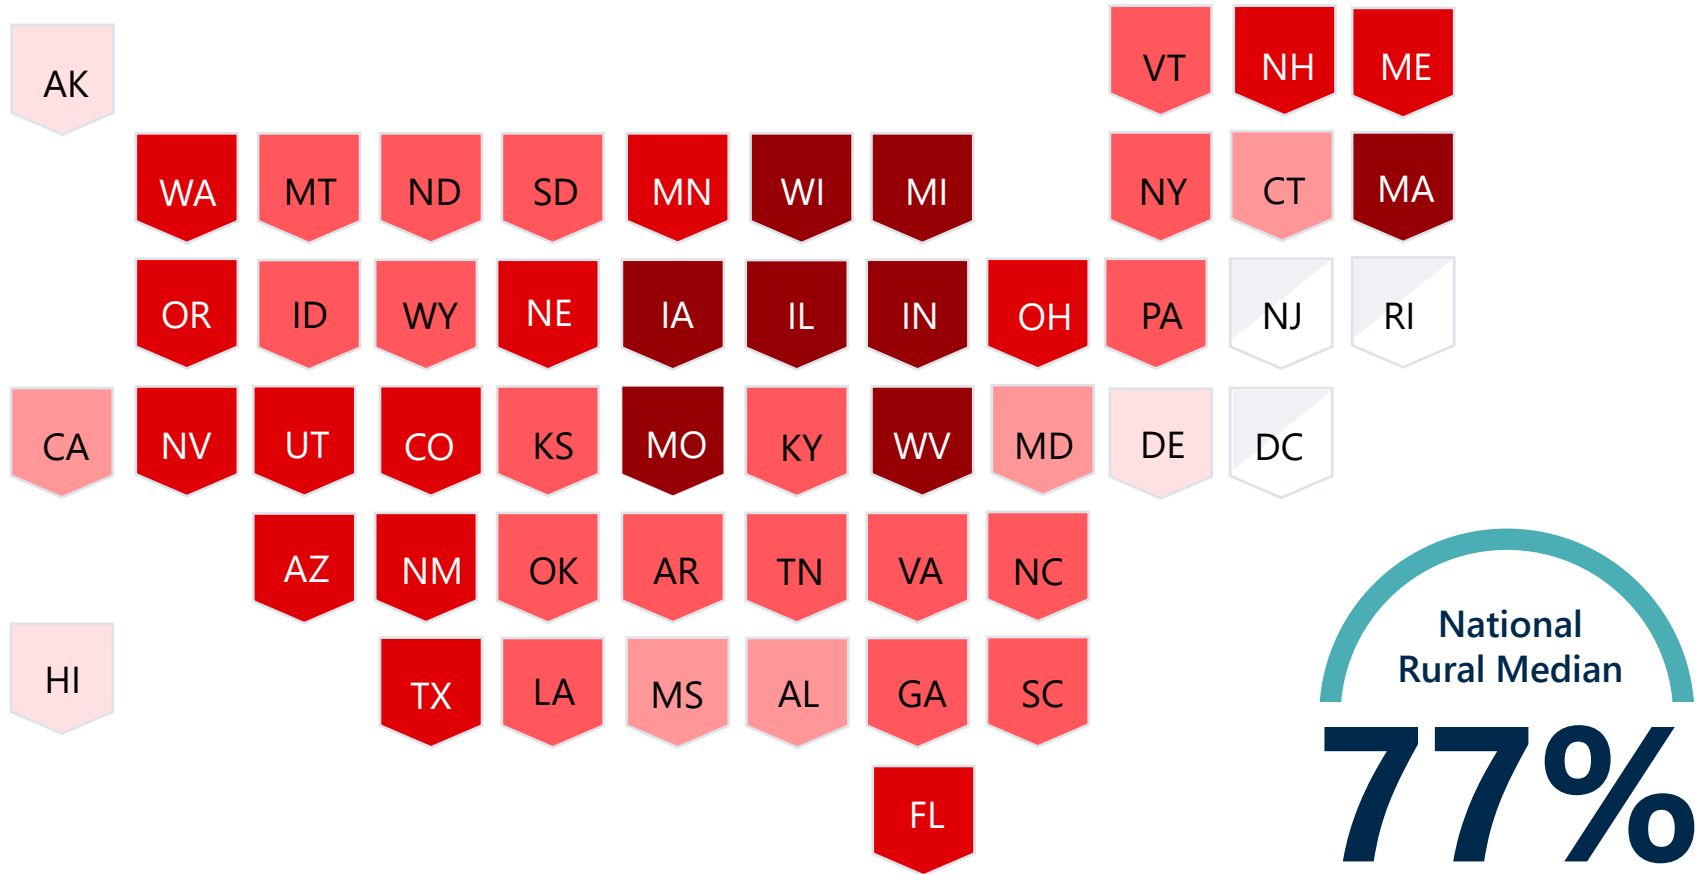 AK
VT
NH
ME
WA
MT
ND
SD
MN
WI
MI
NY
CT
MA
OR
ID
WY
NE
IA
IL
IN
OH
PA
NJ
RI
CA
NV
UT
CO
KS
MO
KY
WV
MD
DE
DC
AZ
NM
OK
AR
TN
VA
NC
HI
TX
LA
MS
AL
GA
SC
FL
National
Rural Median
77%